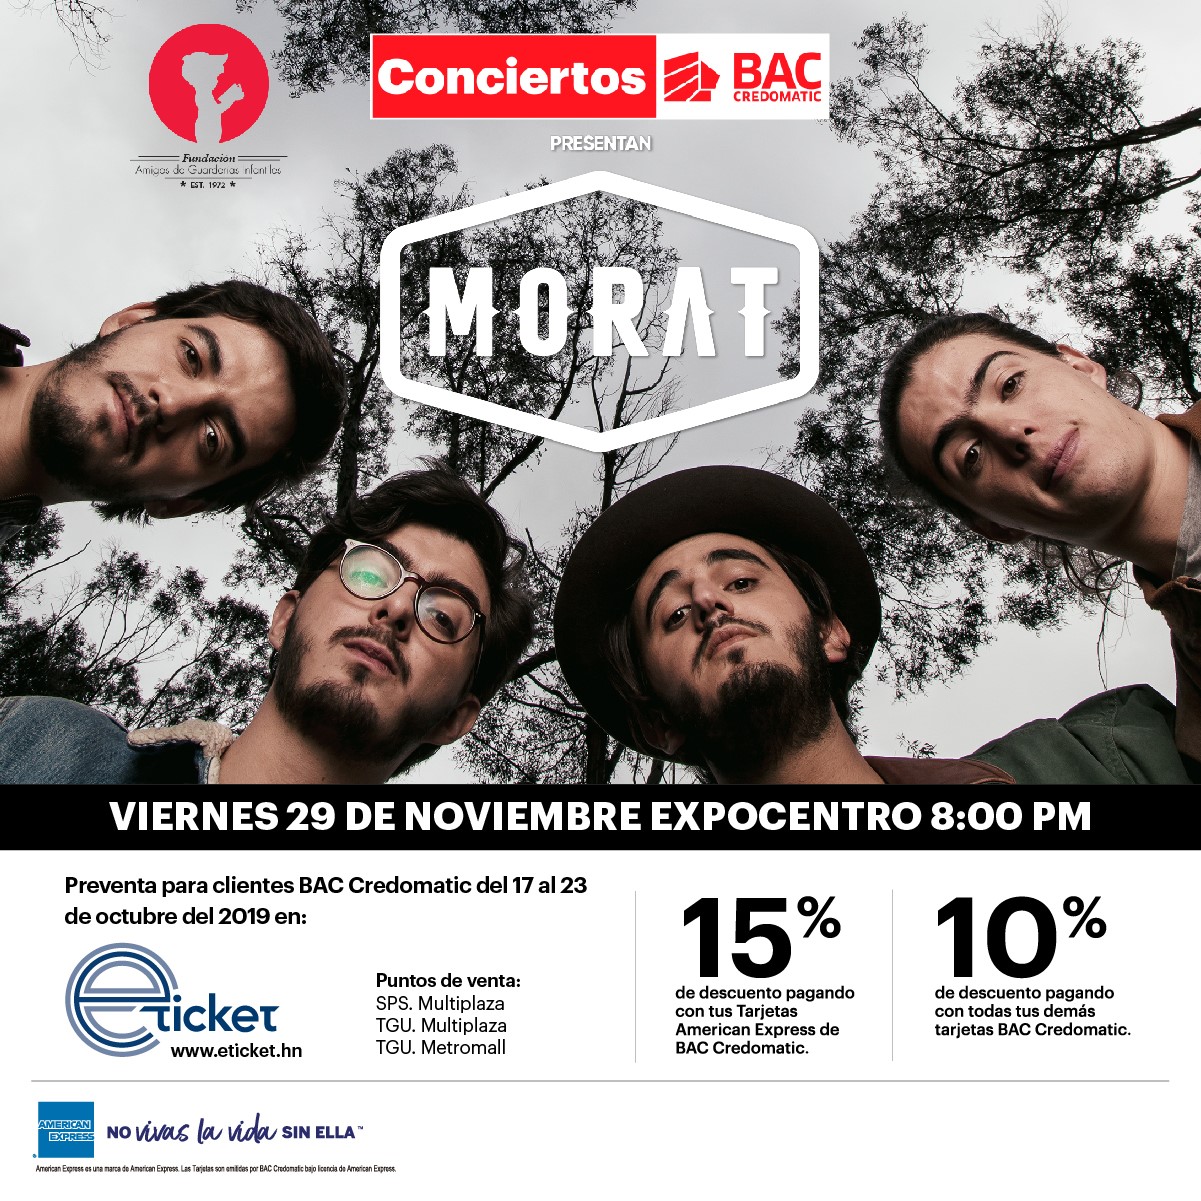 Conciertos BAC
CREDOMATIC
Fundación
Amigos de Guarderías Infantiles
★ EST. 1972 ★
PRESENTAN
MORAT
VIERNES 29 DE NOVIEMBRE EXPOCENTRO 8:00 PM
Preventa para clientes BAC Credomatic del 17 al 23
de octubre del 2019 en:
eticket
www.eticket.hn
Puntos de venta:
SPS. Multiplaza
TGU. Multiplaza
TGU. Metromall
15%
de descuento pagando
con tus Tarjetas
American Express de
BAC Credomatic.
10%
de descuento pagando
con todas tus demás
tarjetas BAC Credomatic.
AMERICAN
EXPRESS
®
NO vivas la vida SIN ELLA™
American Express es una marca de American Express. Las Tarjetas son emitidas por BAC Credomatic bajo licencia de American Express.